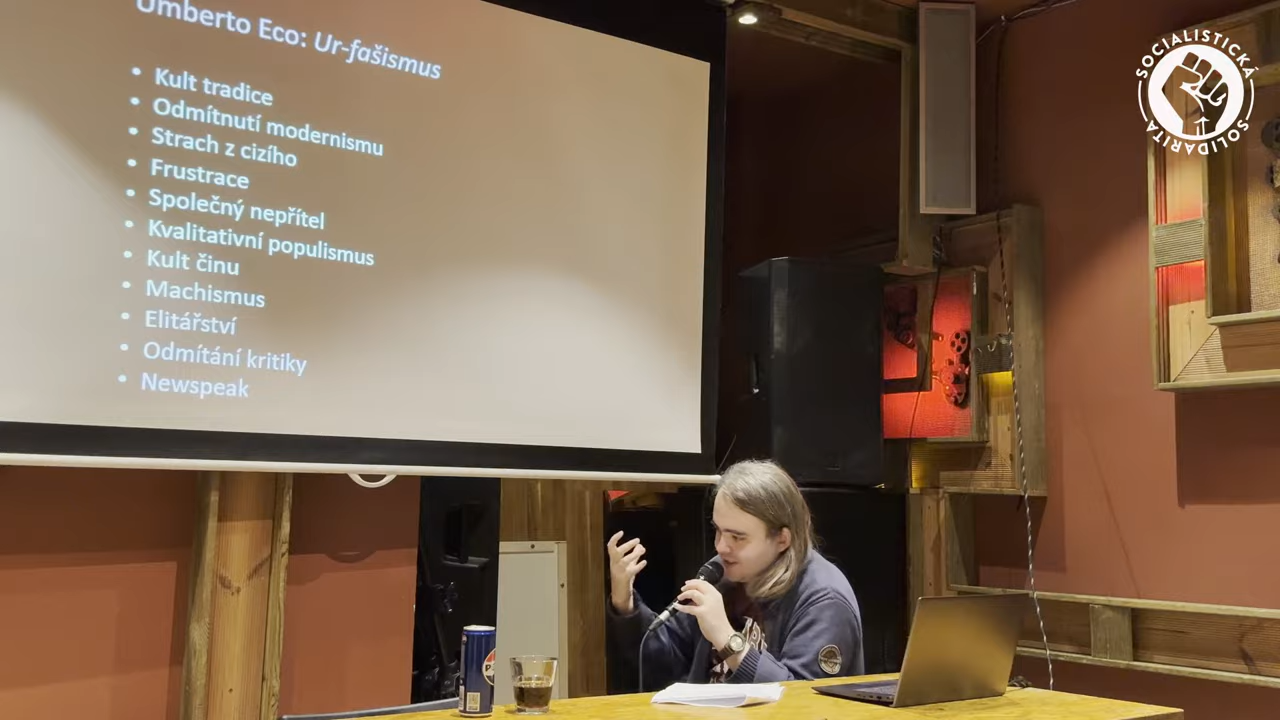 Umberto Eco: Ur-fašismus
• Kult tradice
• Odmítnutí modernismu
• Strach z cizího
• Frustrace
• Společný nepřítel
• Kvalitativní populismus
• Kult činu
• Machismus
• Elitářství
• Odmítání kritiky
• Newspeak
SOCIALISTICKÁ
SOLIDARITA